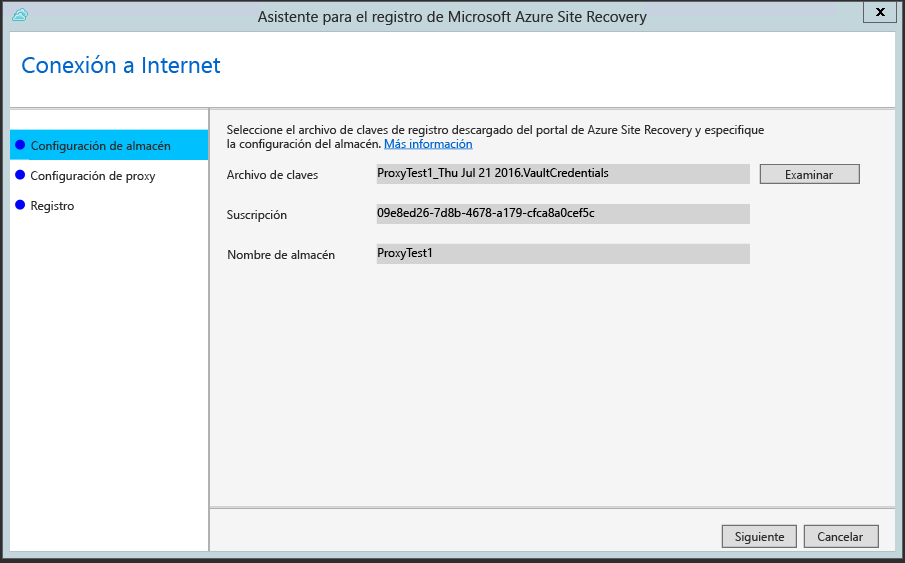 Asistente para el registro de Microsoft Azure Site Recovery
x
Conexión a Internet
Configuración de almacén
Configuración de proxy
Registro
Seleccione el archivo de claves de registro descargado del portal de Azure Site Recovery y especifique
la configuración del almacén. Más información
Archivo de claves
ProxyTest1_Thu Jul 21 2016.VaultCredentials
Examinar
Suscripción
09e8ed26-7d8b-4678-a179-cfca8a0cef5c
Nombre de almacén
ProxyTest1
Siguiente
Cancelar